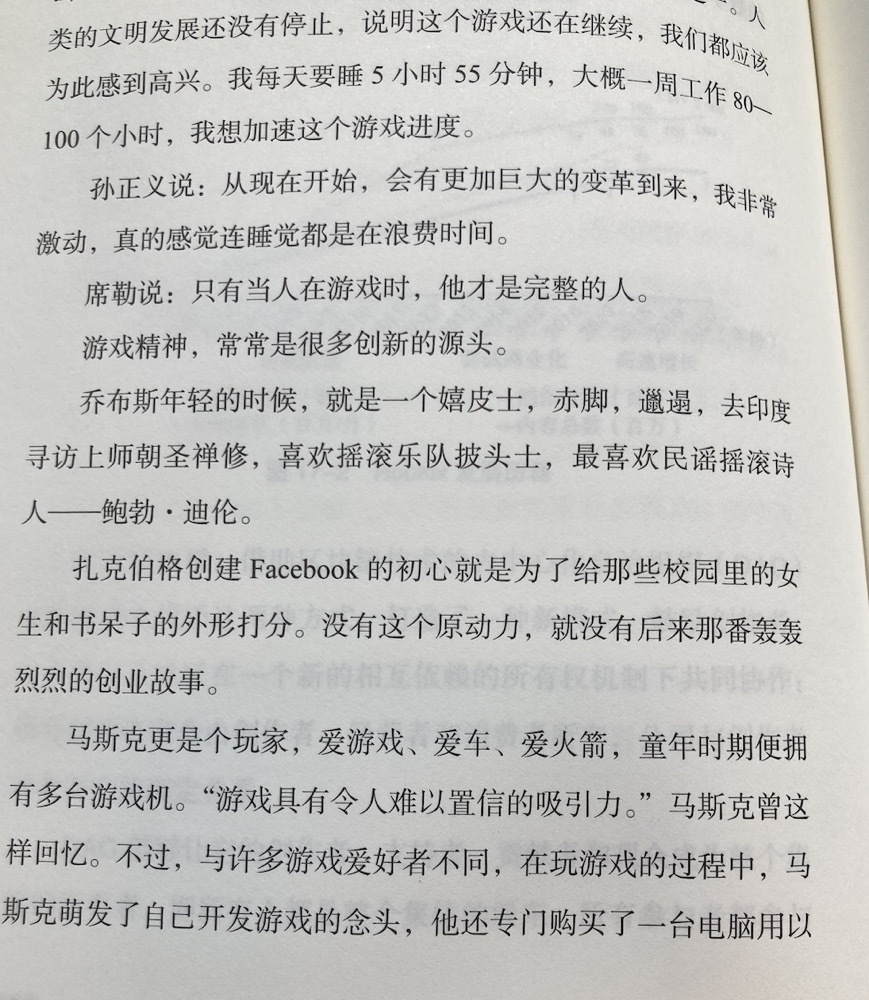 。人
类的文明发展还没有停止，说明这个游戏还在继续，我们都应该
为此感到高兴。我每天要睡 5 小时 55 分钟，大概一周工作 80—
100 个小时，我想加速这个游戏进度。
孙正义说：从现在开始，会有更加巨大的变革到来，我非常
激动，真的感觉连睡觉都是在浪费时间。
席勒说：只有当人在游戏时，他才是完整的人。
游戏精神，常常是很多创新的源头。
乔布斯年轻的时候，就是一个嬉皮士，赤脚，邋遢，去印度
寻访上师朝圣禅修，喜欢摇滚乐队披头士，最喜欢民谣摇滚诗
人——鲍勃·迪伦。
扎克伯格创建 Facebook 的初心就是为了给那些校园里的女
生和书呆子的外形打分。没有这个原动力，就没有后来那番轰轰
烈烈的创业故事。
马斯克更是个玩家，爱游戏、爱车、爱火箭，童年时期便拥
有多台游戏机。“游戏具有令人难以置信的吸引力。”马斯克曾这
样回忆。不过，与许多游戏爱好者不同，在玩游戏的过程中，马
斯克萌发了自己开发游戏的念头，他还专门购买了一台电脑用以